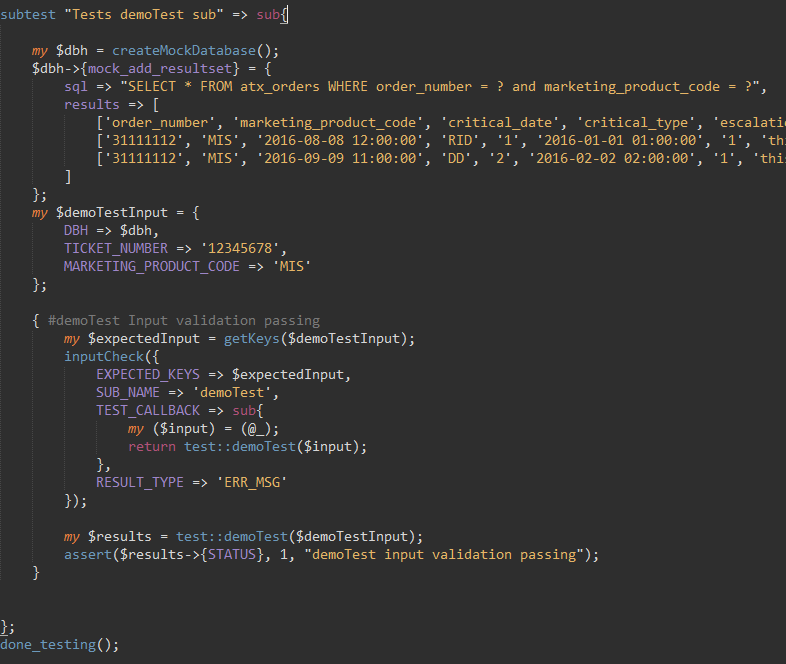 subtest "Tests demoTest sub" => sub{
my $dbh = createMockDatabase();
$dbh->{mock_add_resultset} = {
sql => "SELECT * FROM atx_orders WHERE order_number = ? and marketing_product_code = ?",
results => [
['order_number', 'marketing_product_code', 'critical_date', 'critical_type', 'escalatio
['31111112', 'MIS', '2016-08-08 12:00:00', 'RID', '1', '2016-01-01 01:00:00', '1', 'thi
['31111112', 'MIS', '2016-09-09 11:00:00', 'DD', '2', '2016-02-02 02:00:00', '1', 'this
]
};
my $demoTestInput = {
DBH => $dbh,
TICKET_NUMBER => '12345678',
MARKETING_PRODUCT_CODE => 'MIS'
};
{ #demoTest Input validation passing
my $expectedInput = getKeys($demoTestInput);
inputCheck({
EXPECTED_KEYS => $expectedInput,
SUB_NAME => 'demoTest',
TEST_CALLBACK => sub{
my ($input) = (@_);
return test::demoTest($input);
},
RESULT_TYPE => 'ERR_MSG'
});
my $results = test::demoTest($demoTestInput);
assert($results->{STATUS}, 1, "demoTest input validation passing");
}
};
done_testing();